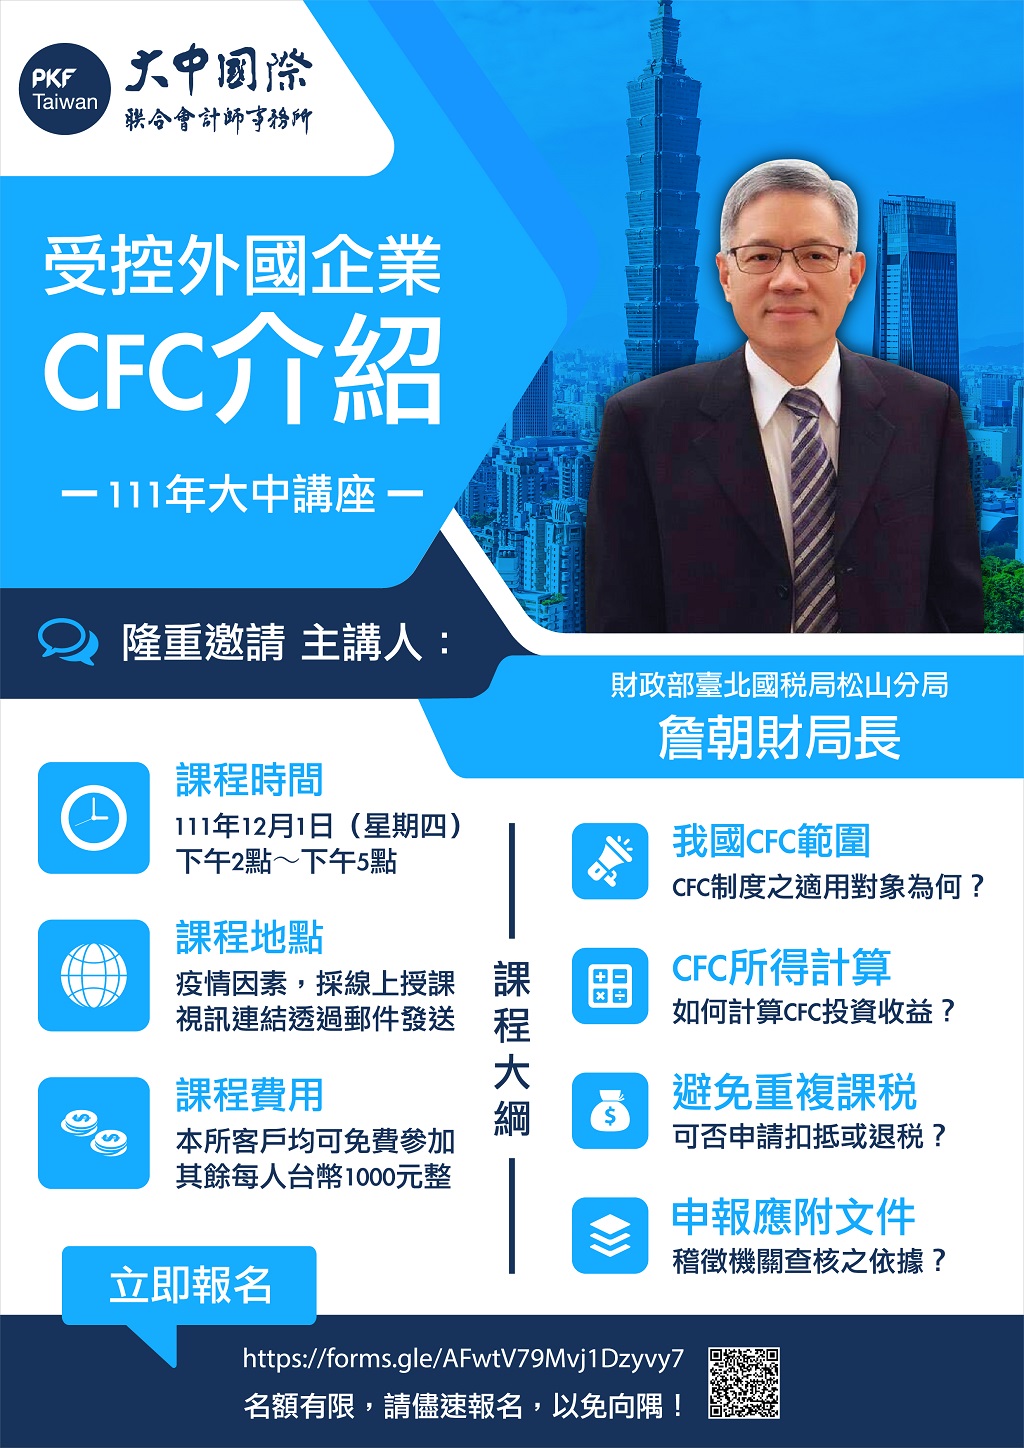 PKF
Taiwan
大中國際
聯合會計師事務所
受控外國企業
CFC介紹
111年大中講座
隆重邀請 主講人：
財政部臺北國税局松山分局
詹朝財局長
課程時間
111年12月1日（星期四）
下午2點～下午5點
課程地點
疫情因素，採線上授課
視訊連結透過郵件發送
課程費用
本所客戶均可免費參加
其餘每人台幣1000元整
課程大綱
我國CFC範圍
CFC制度之適用對象為何？
CFC所得計算
如何計算CFC投資收益？
避免重複課税
可否申請扣抵或退税？
申報應附文件
稽徵機關查核之依據？
立即報名
https://forms.gle/AFwtV79Mvj1Dzyvy7
名額有限，請儘速報名，以免向隅！